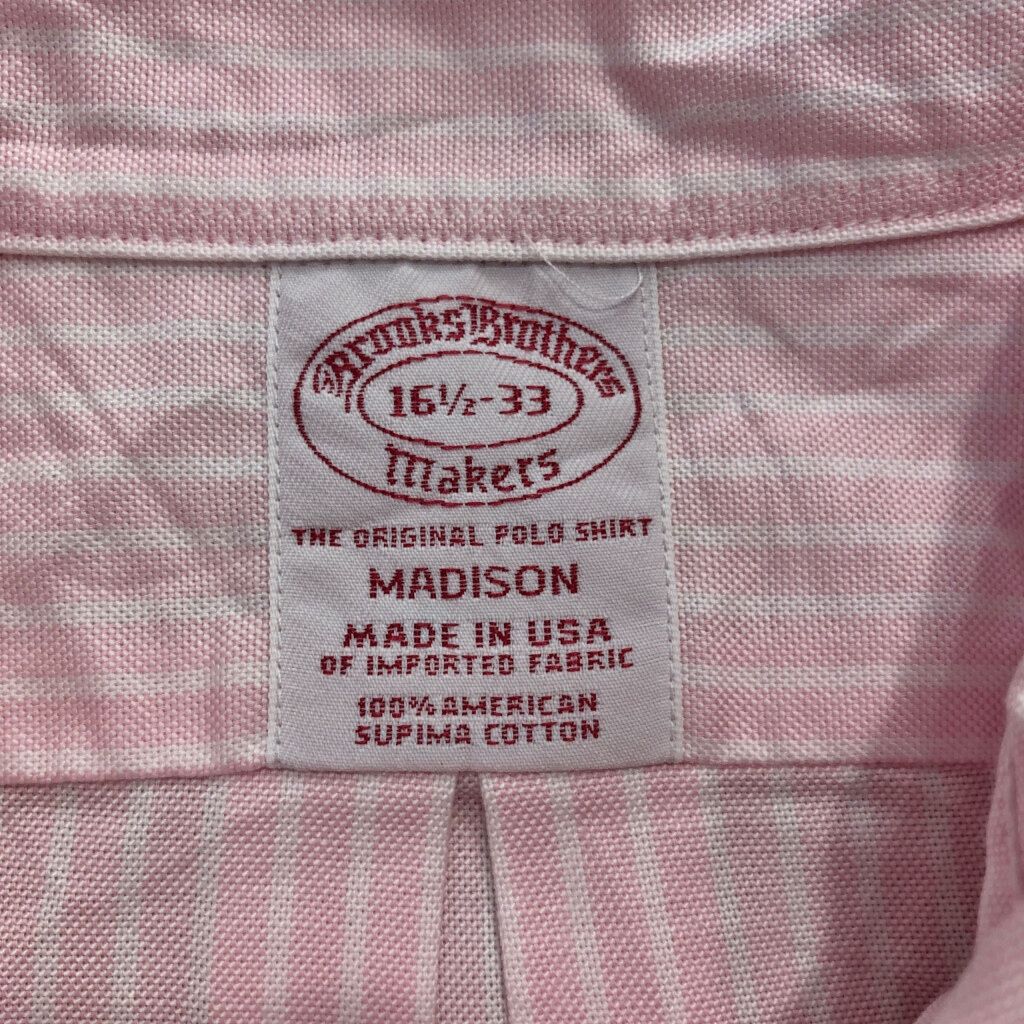 Brooks Brothers
16½-33
Makers
THE ORIGINAL POLO SHIRT
MADISON
MADE IN USA
OF IMPORTED FABRIC
100% AMERICAN
SUPIMA COTTON